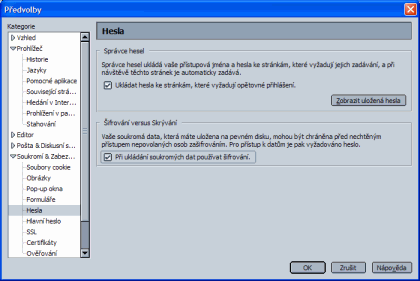 Předvolby
Kategorie
Vzhled
Prohlížeč
Historie
Jazyky
Pomocné aplikace
Související strá...
Hledání v Inter...
Prohlížení v pa...
Stahování
Editor
Pošta & Diskusní s...
Soukromí & Zabez...
Soubory cookie
Obrázky
Pop-up okna
Formuláře
Hesla
Hlavní heslo
SSL
Certifikáty
Ověřování
Hesla
Správce hesel
Správce hesel ukládá vaše přístupová jména a hesla ke stránkám, které vyžadují jejich zadávání, a při
návštěvě těchto stránek je automaticky zadává.
Ukládat hesla ke stránkám, které vyžadují opětovné přihlášení.
Zobrazit uložená hesla
Šifrování versus Skrývání
Vaše soukromá data, která máte uložena na pevném disku, mohou být chráněna před nechtěným
přístupem nepovolaných osob zašifrováním. Pro přístup k datům je pak vyžadováno heslo.
Při ukládání soukromých dat používat šifrování.
OK
Zrušit
Nápověda